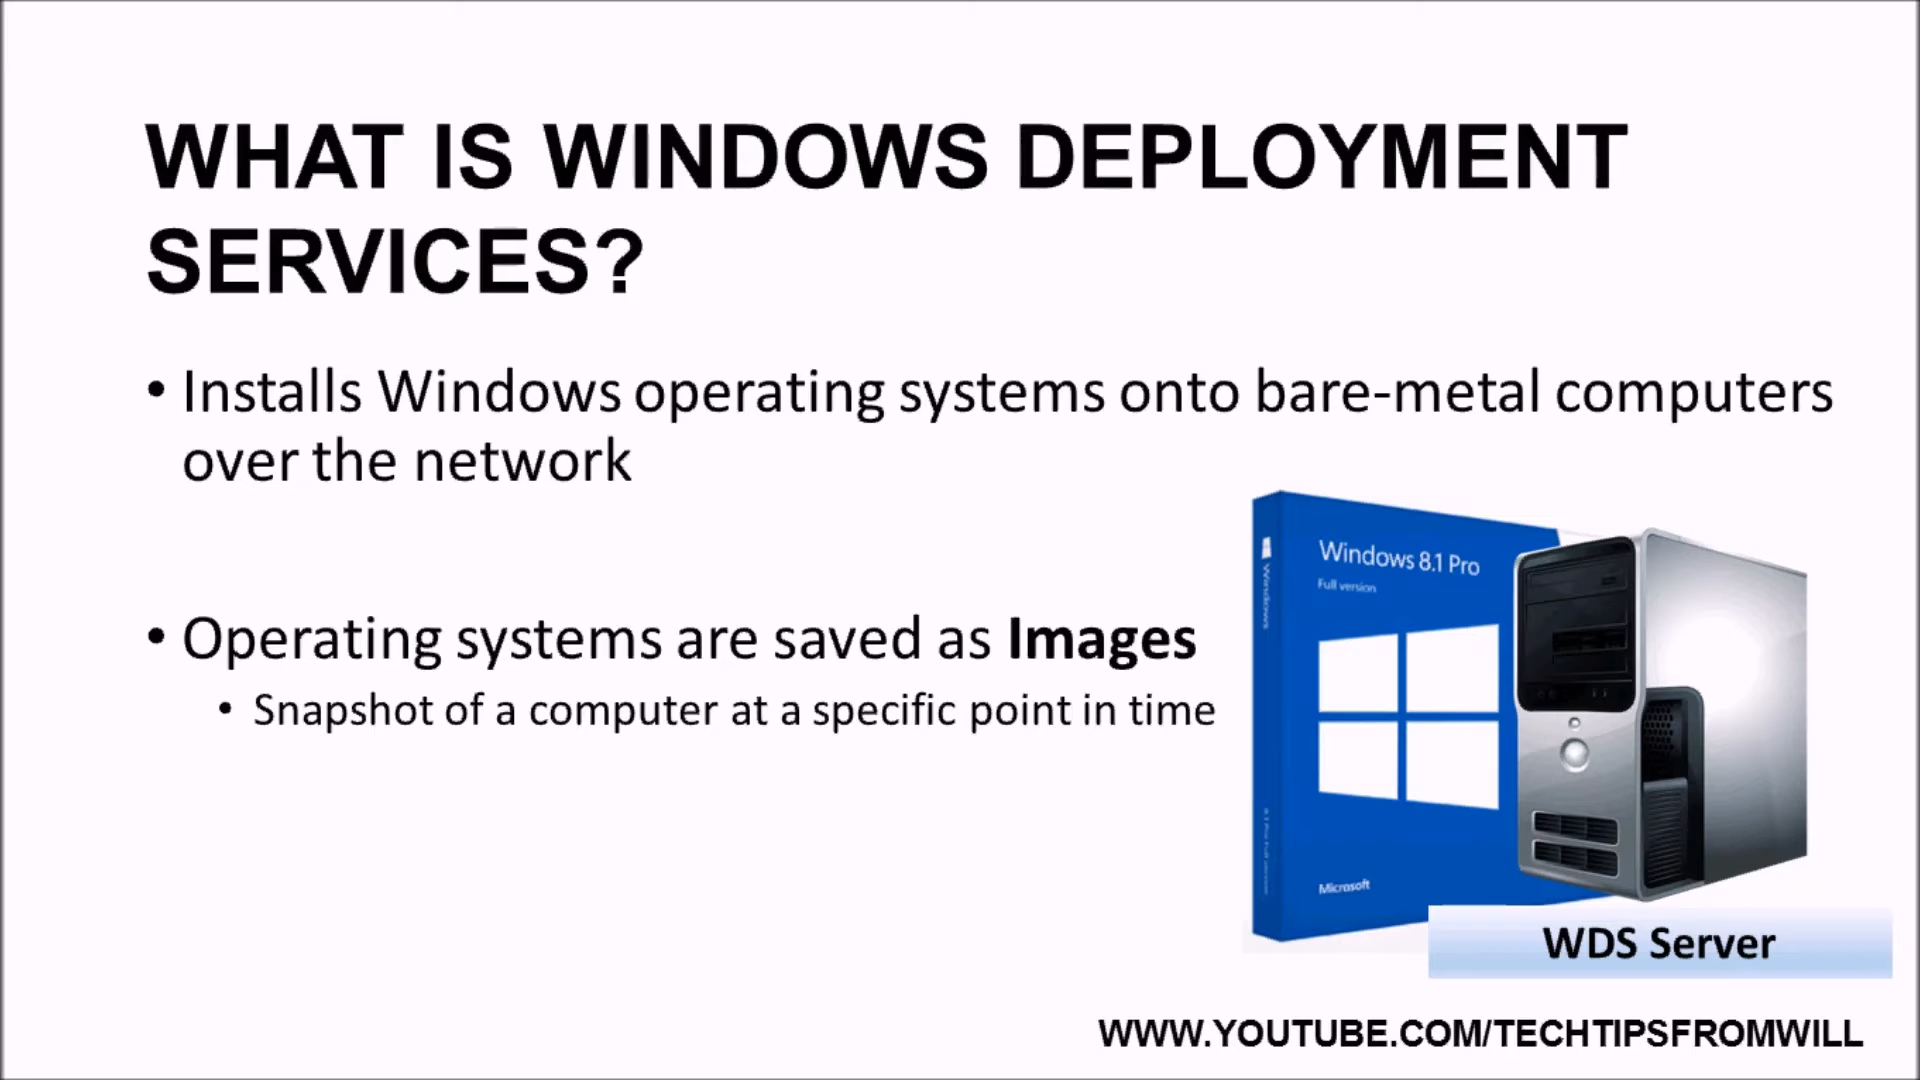 WHAT IS WINDOWS DEPLOYMENT
SERVICES?
• Installs Windows operating systems onto bare-metal computers
over the network
• Operating systems are saved as Images
• Snapshot of a computer at a specific point in time
Windows 8.1 Pro
Full version
Windows
Microsoft
WDS Server
WWW.YOUTUBE.COM/TECHTIPSFROMWILL